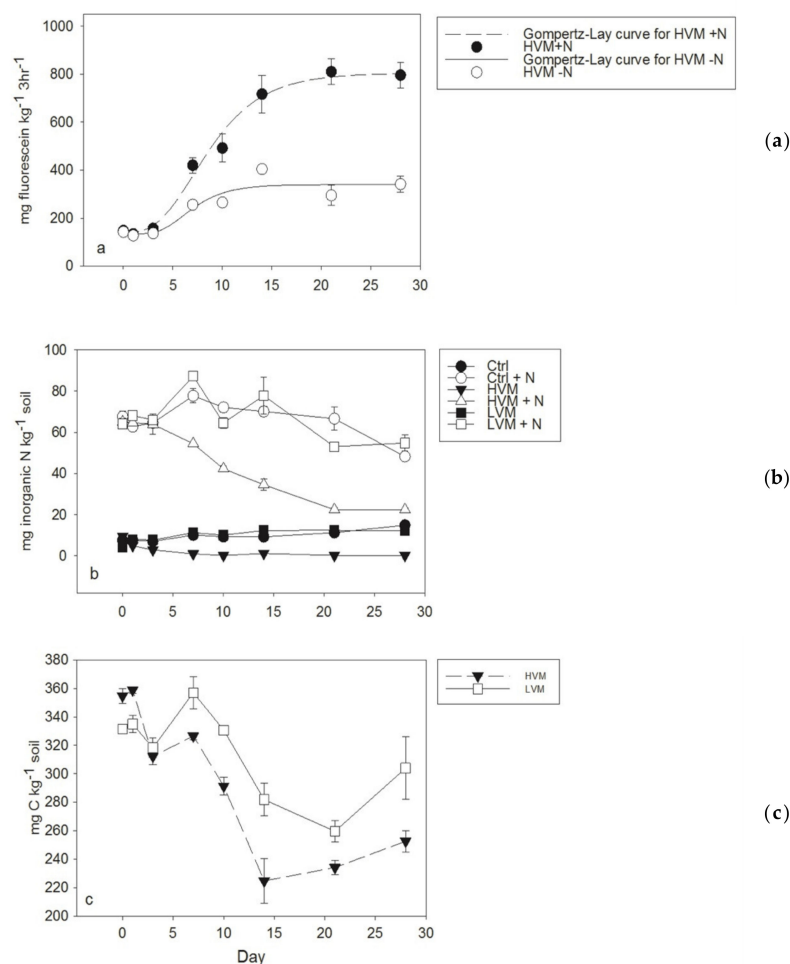 1000
800
600
400
200
0
mg fluorescein kg-1 3hr-1
a
0 5 10 15 20 25 30
Gompertz-Lay curve for HVM +N
HVM+N
Gompertz-Lay curve for HVM -N
HVM -N
(a)
100
80
60
40
20
0
mg inorganic N kg-1 soil
b
0 5 10 15 20 25 30
Ctrl
Ctrl + N
HVM
HVM + N
LVM
LVM + N
(b)
380
360
340
320
300
280
260
240
220
200
mg C kg-1 soil
c
0 5 10 15 20 25 30
Day
HVM
LVM
(c)